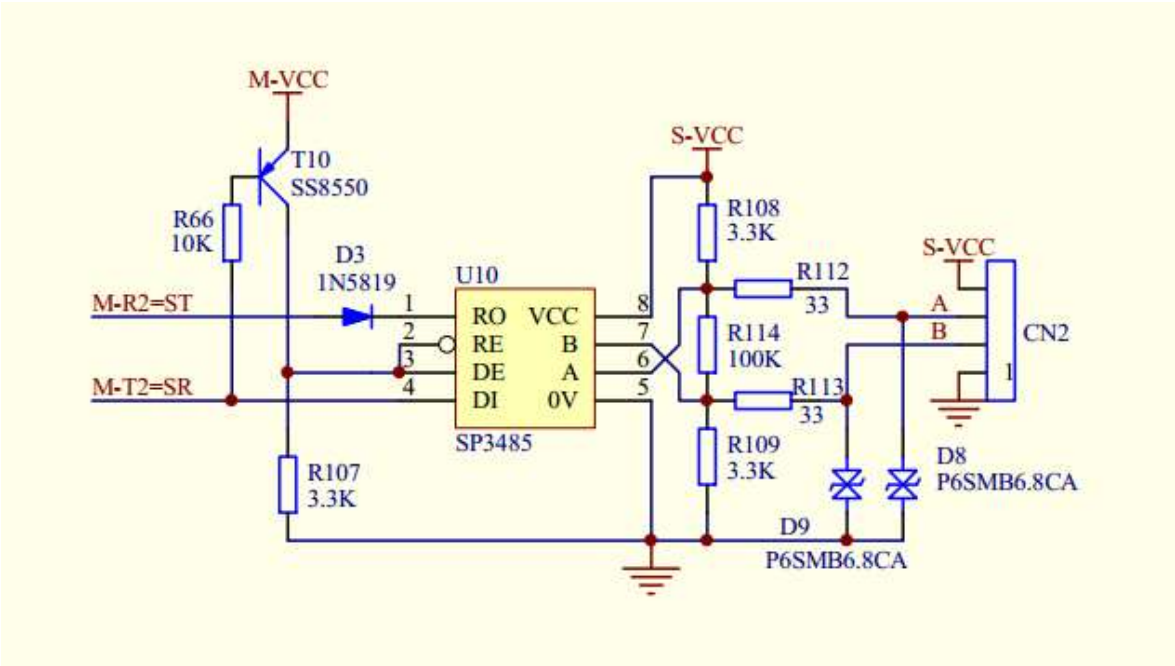 M-VCC
T10
SS8550
R66
10K
D3
1N5819
M-R2=ST
M-T2=SR
R107
3.3K
U10
1
2
3
4
RO
RE
DE
DI
VCC
B
A
0V
8
7
6
5
SP3485
S-VCC
R108
3.3K
R112
33
R114
100K
R113
33
R109
3.3K
S-VCC
A
B
CN2
1
D8
P6SMB6.8CA
D9
P6SMB6.8CA